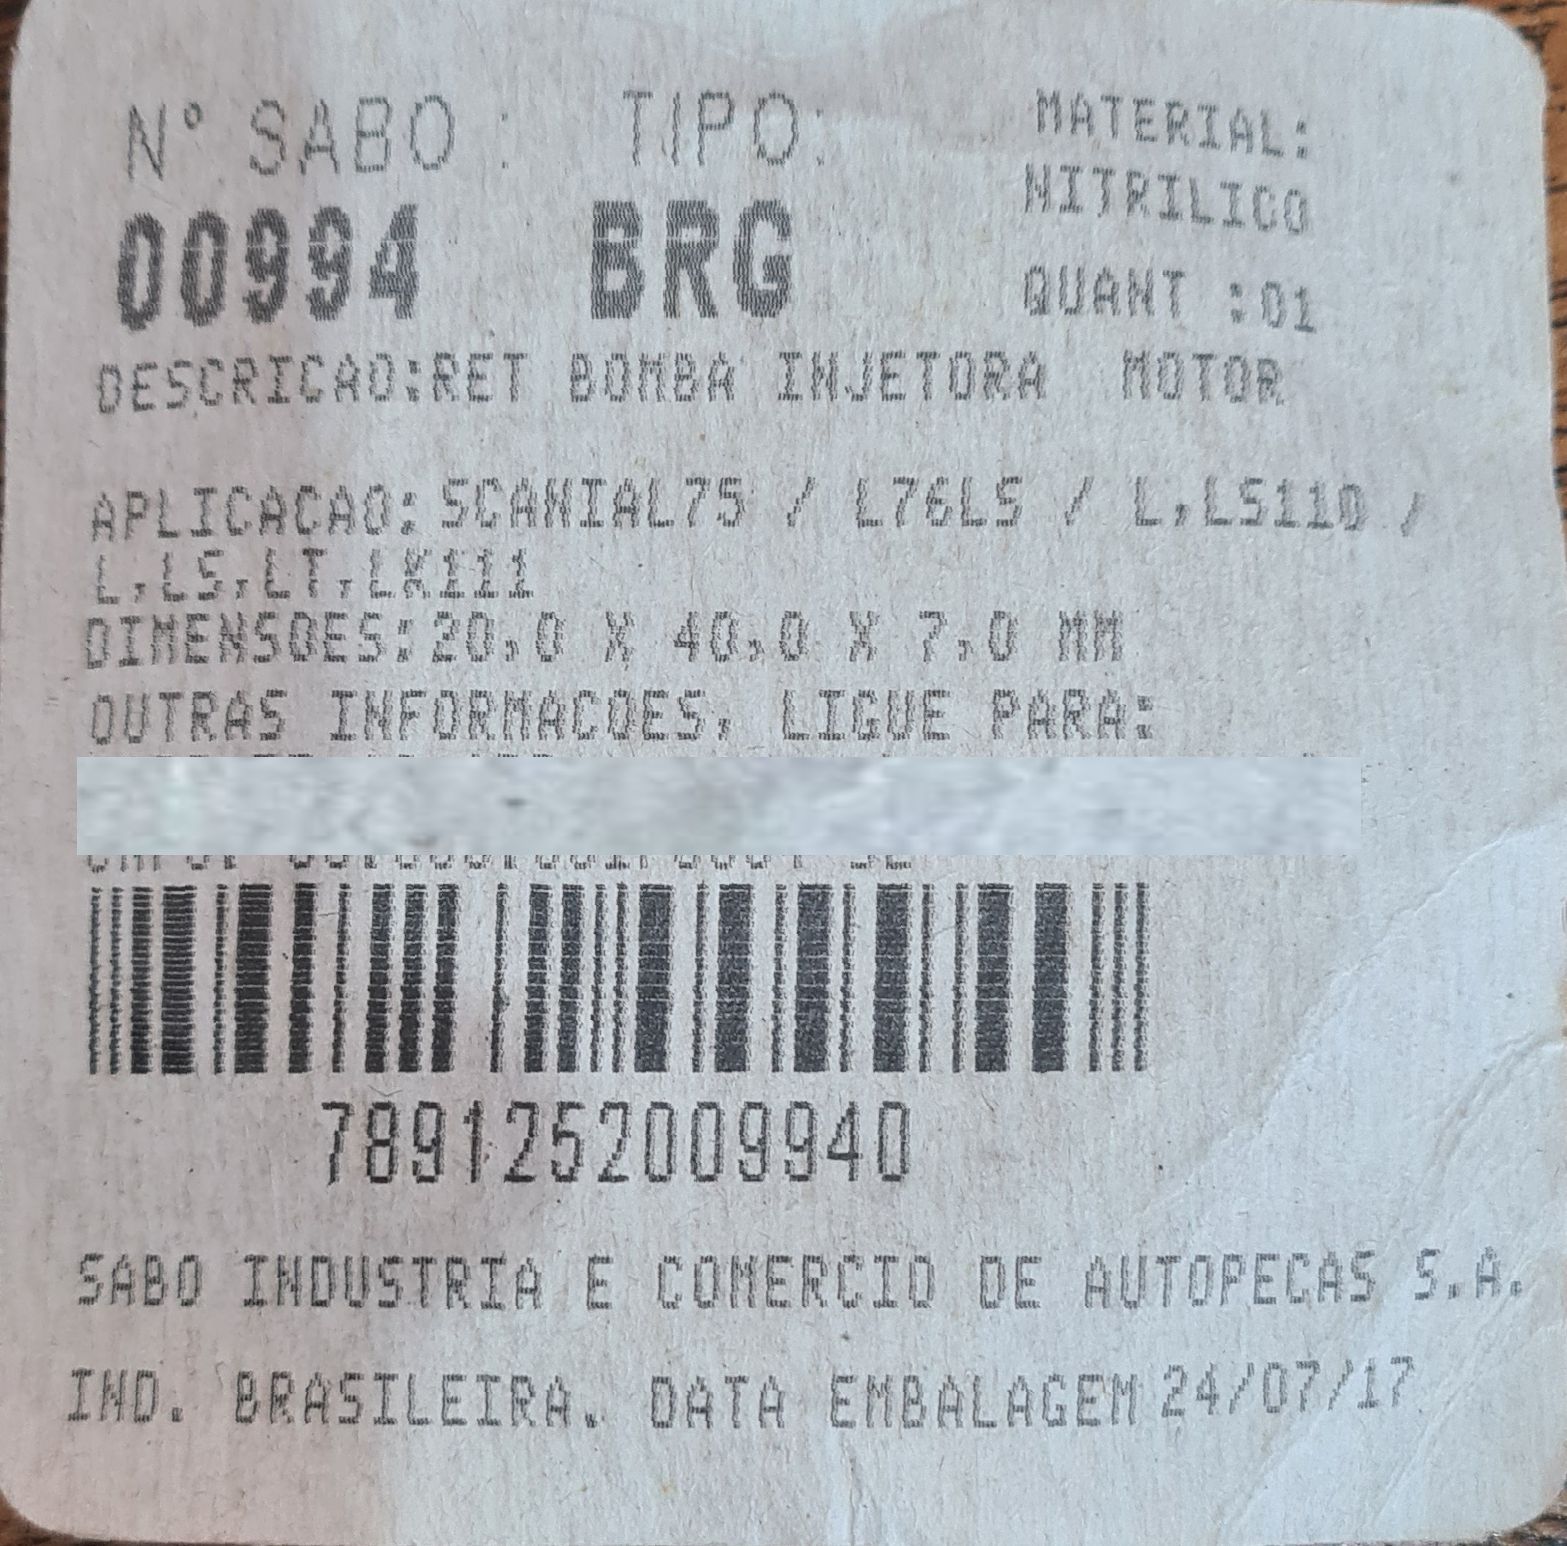 Nº SABO : TIPO: MATERIAL:
NITRILICO
00994 BRG
QUANT :01
DESCRICAO:RET BOMBA INJETORA MOTOR
APLICACAO:SCANIAL75 / L76LS / L,LS110 /
L,LS,LT,LK111
DIMENSOES:20,0 X 40,0 X 7,0 MM
OUTRAS INFORMACOES, LIGUE PARA:
7891252009940
SABO INDUSTRIA E COMERCIO DE AUTOPECAS S.A.
IND. BRASILEIRA. DATA EMBALAGEM 24/07/17